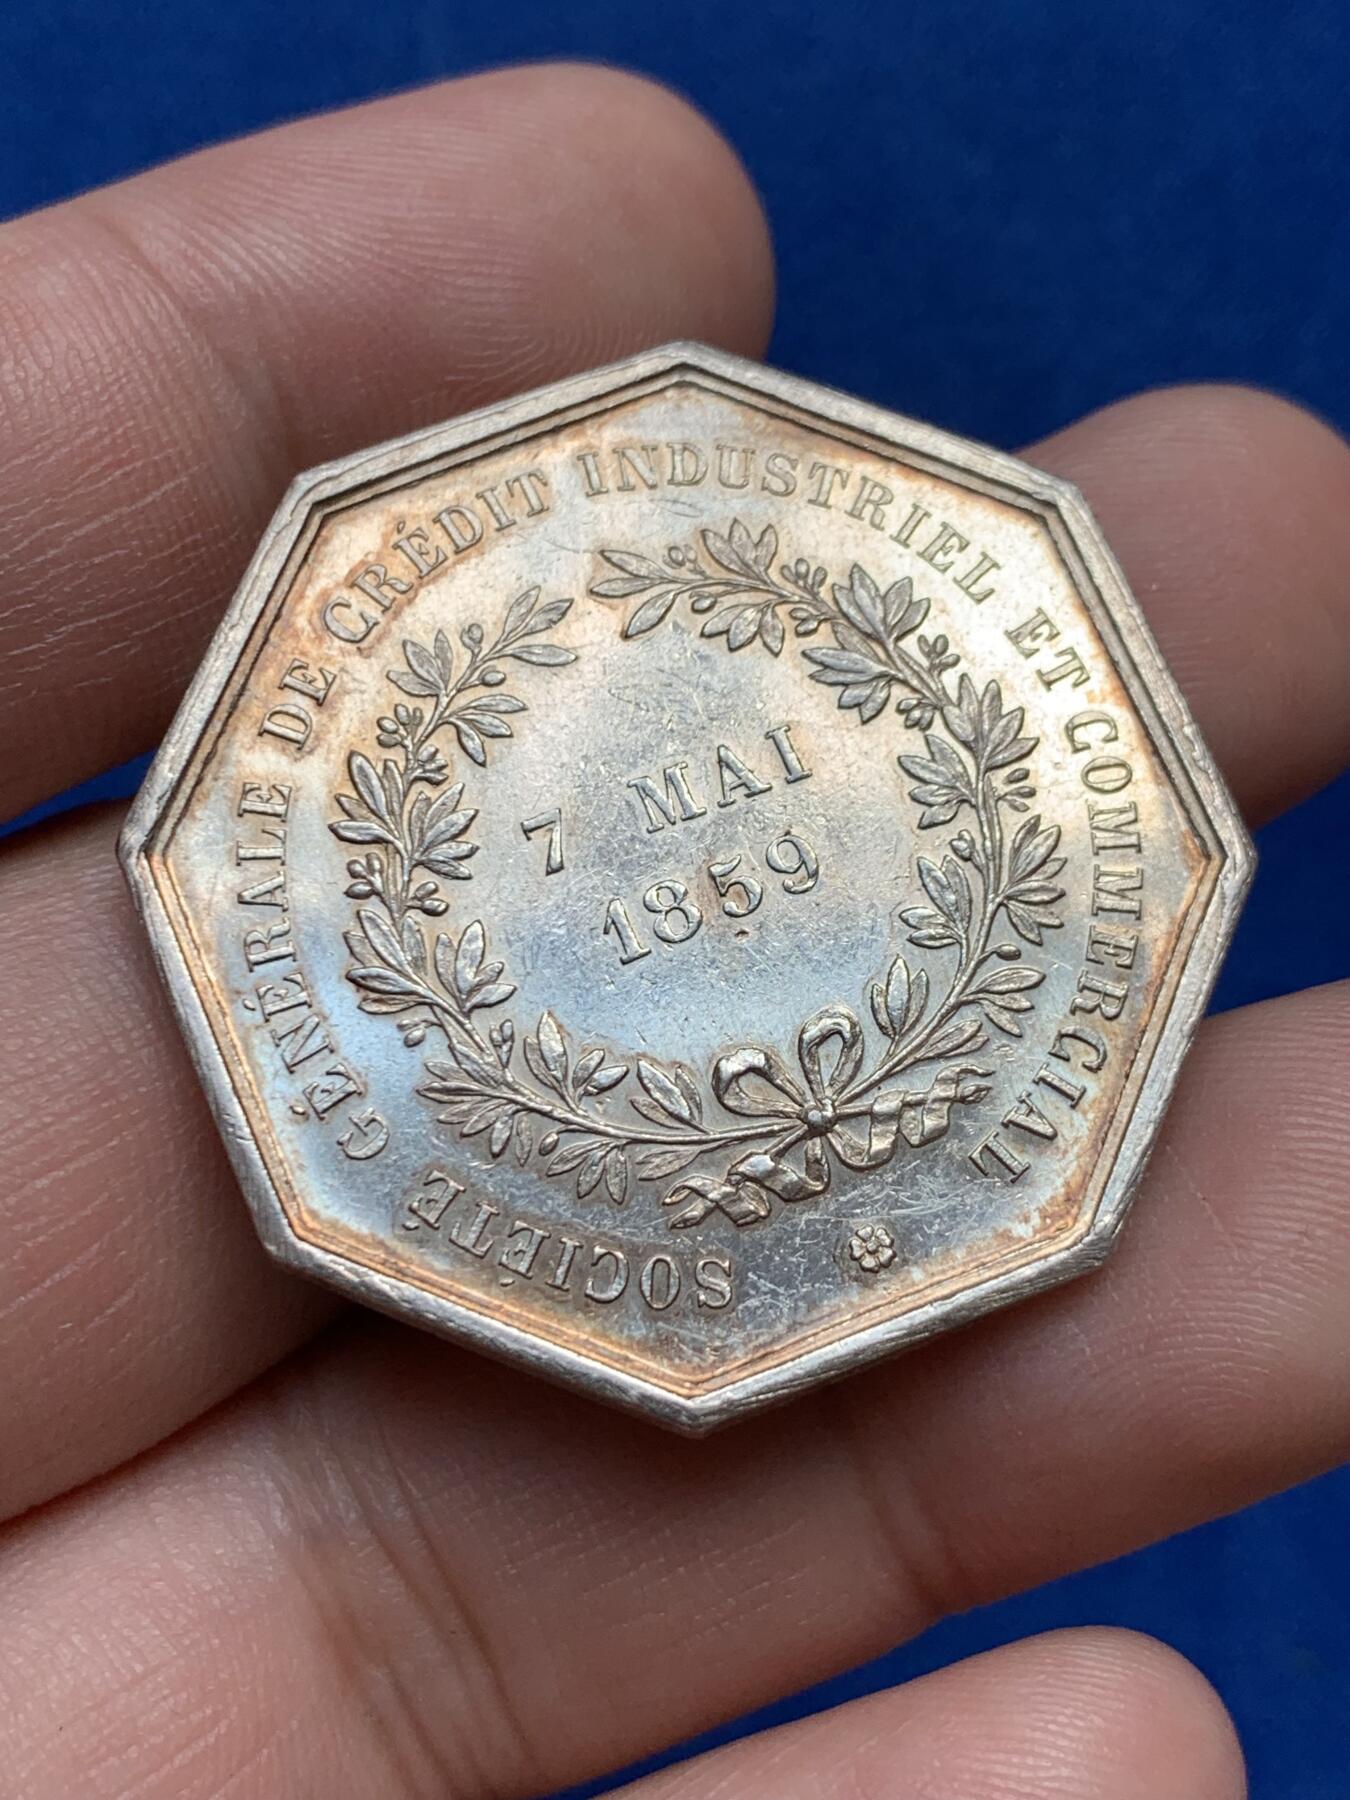 SOCIÉTÉ GÉNÉRALE DE CRÉDIT INDUSTRIEL ET COMMERCIAL
7 MAI
1859